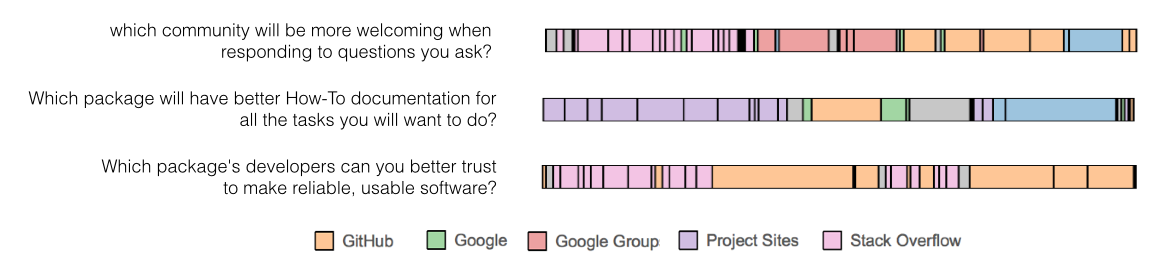 which community will be more welcoming when
responding to questions you ask?
Which package will have better How-To documentation for
all the tasks you will want to do?
Which package's developers can you better trust
to make reliable, usable software?
GitHub Google Google Group Project Sites Stack Overflow